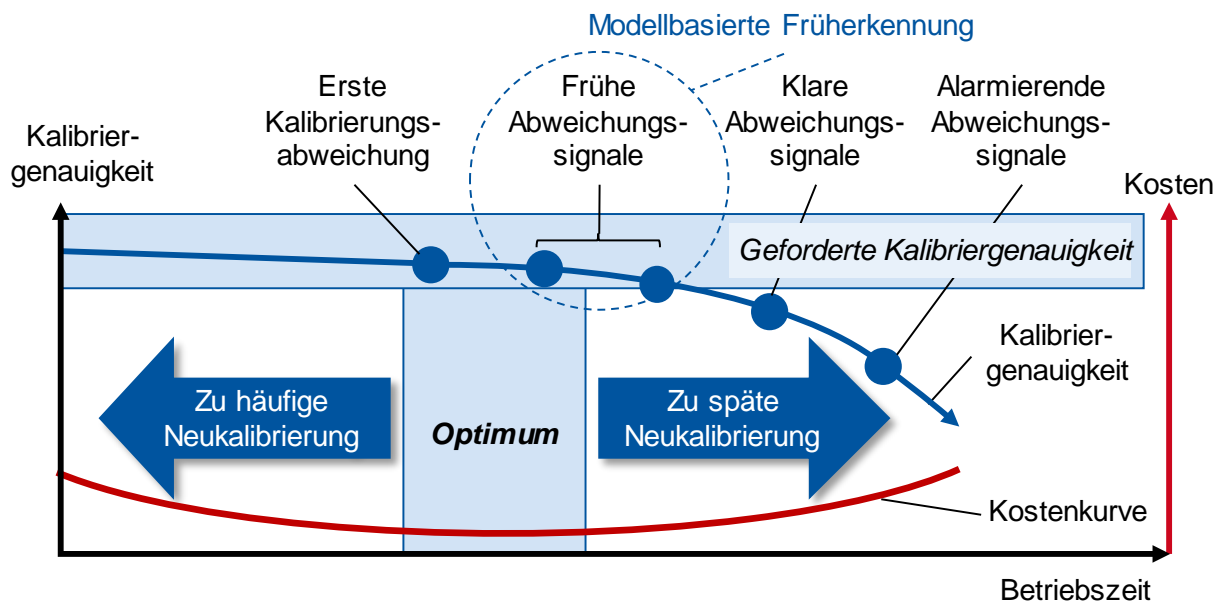 Modellbasierte Früherkennung
Erste
Kalibrierungs-
abweichung
Frühe
Abweichungs-
signale
Klare
Abweichungs-
signale
Alarmierende
Abweichungs-
signale
Kalibrier-
genauigkeit
Kosten
Geforderte Kalibriergenauigkeit
Kalibrier-
genauigkeit
Zu häufige
Neukalibrierung
Optimum
Zu späte
Neukalibrierung
Kostenkurve
Betriebszeit